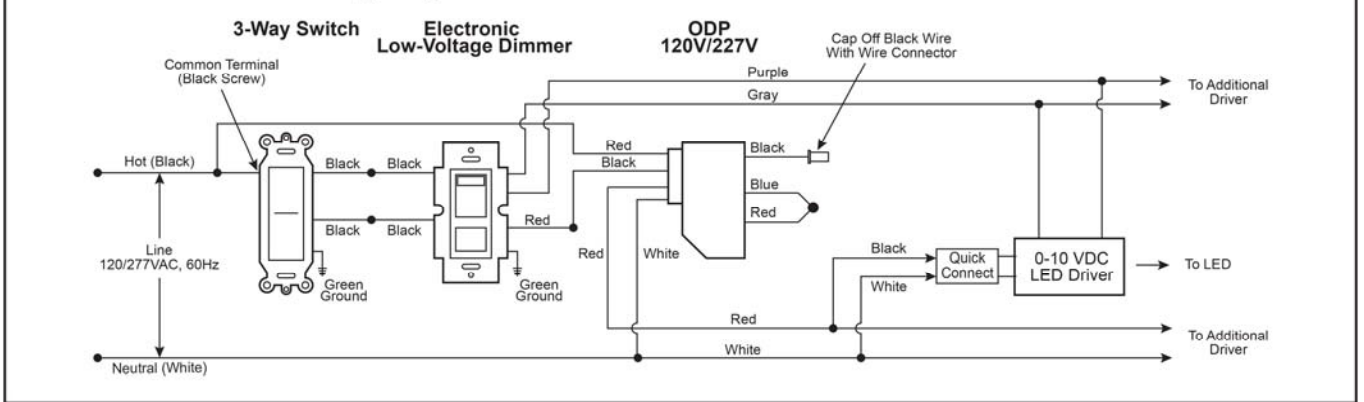 3-Way Switch
Electronic
Low-Voltage Dimmer
ODP
120V/227V
Cap Off Black Wire
With Wire Connector
Common Terminal
(Black Screw)
Purple
Gray
To Additional
Driver
Hot (Black)
Black
Black
Black
Black
Red
Red
Black
Red
White
Black
Blue
Red
Line
120/277VAC, 60Hz
Green
Ground
Green
Ground
Black
White
Quick
Connect
0-10 VDC
LED Driver
To LED
Red
White
To Additional
Driver
Neutral (White)